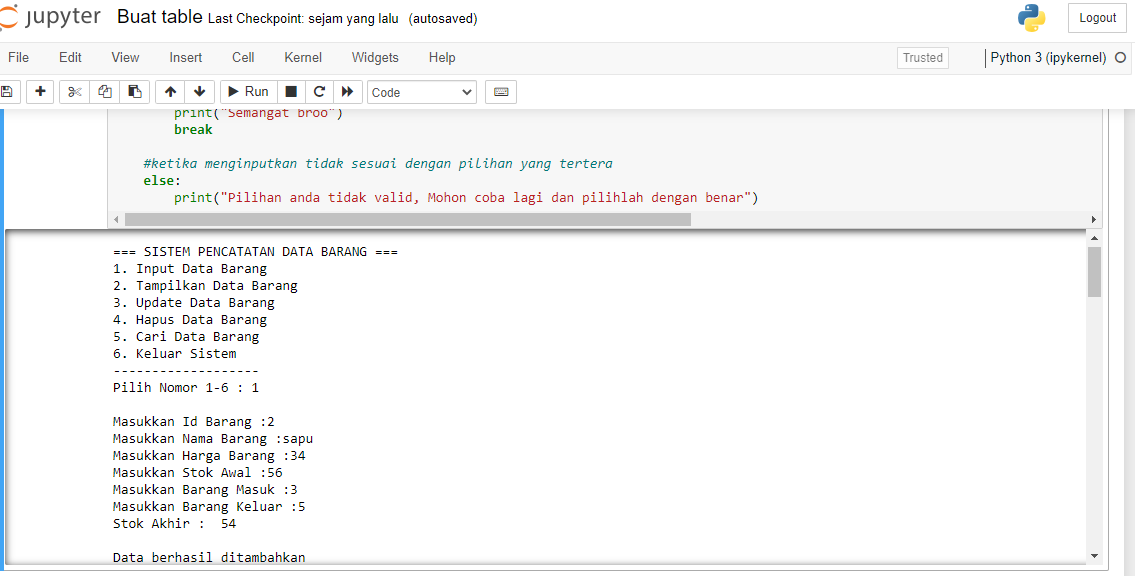 jupyter Buat table Last Checkpoint: sejam yang lalu (autosaved)
Logout
File Edit View Insert Cell Kernel Widgets Help
Trusted
Python 3 (ipykernel)
Run
Code
print("Semangat broo")
break
#ketika menginputkan tidak sesuai dengan pilihan yang tertera
else:
print("Pilihan anda tidak valid, Mohon coba lagi dan pilihlah dengan benar")
=== SISTEM PENCATATAN DATA BARANG ===
1. Input Data Barang
2. Tampilkan Data Barang
3. Update Data Barang
4. Hapus Data Barang
5. Cari Data Barang
6. Keluar Sistem
-------------------
Pilih Nomor 1-6 : 1
Masukkan Id Barang :2
Masukkan Nama Barang :sapu
Masukkan Harga Barang :34
Masukkan Stok Awal :56
Masukkan Barang Masuk :3
Masukkan Barang Keluar :5
Stok Akhir :  54
Data berhasil ditambahkan